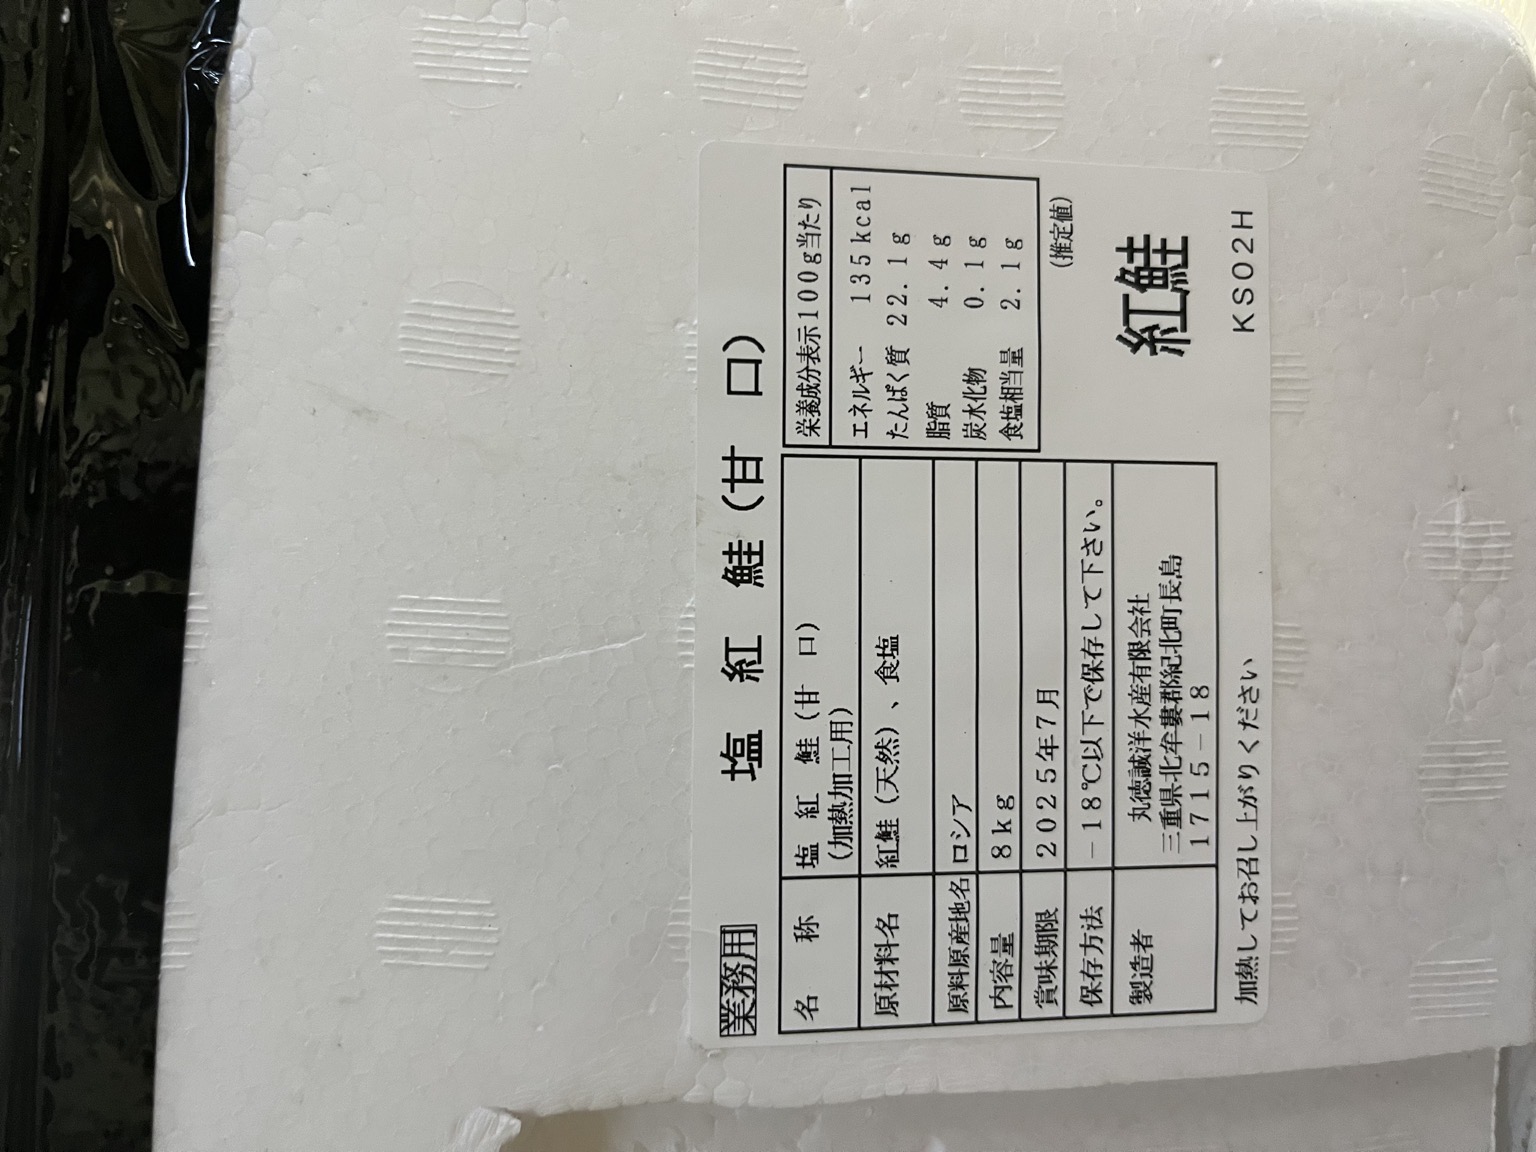 業務用
塩 紅 鮭(甘 口)
名 称 塩 紅 鮭(甘 口)
(加熱加工用)
原材料名 紅鮭(天然)、食塩
原料原産地名 ロシア
内容量 8kg
賞味期限 2025年7月
保存方法 −18℃以下で保存して下さい。
製造者 丸徳誠洋水産有限会社
三重県北牟婁郡紀北町長島
1715−18
加熱してお召し上がりください
栄養成分表示100g当たり
エネルギー 135kcal
たんぱく質 22.1g
脂質 4.4g
炭水化物 0.1g
食塩相当量 2.1g
(推定値)
紅鮭
KS02H